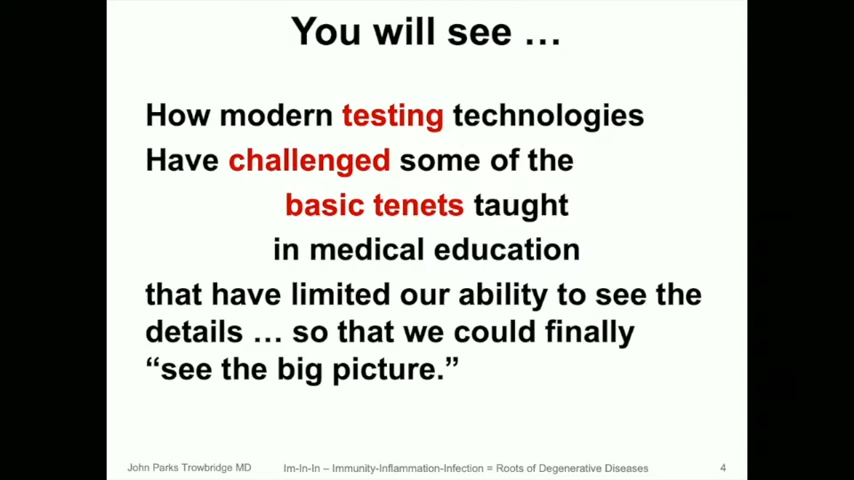 You will see …
How modern testing technologies
Have challenged some of the
basic tenets taught
in medical education
that have limited our ability to see the
details … so that we could finally
“see the big picture.”
John Parks Trowbridge MD Im-In-In – Immunity-Inflammation-Infection = Roots of Degenerative Diseases 4